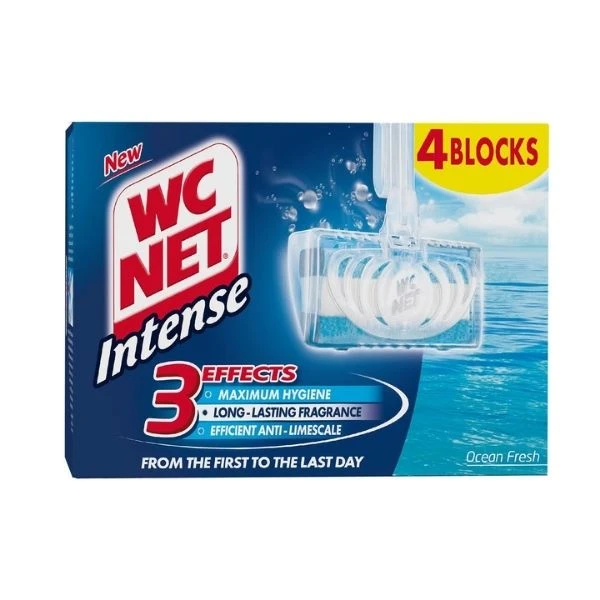 New
WC
NET®
Intense
4 BLOCKS
WC
NET
3 EFFECTS
MAXIMUM HYGIENE
LONG-LASTING FRAGRANCE
EFFICIENT ANTI-LIMESCALE
FROM THE FIRST TO THE LAST DAY
Ocean Fresh